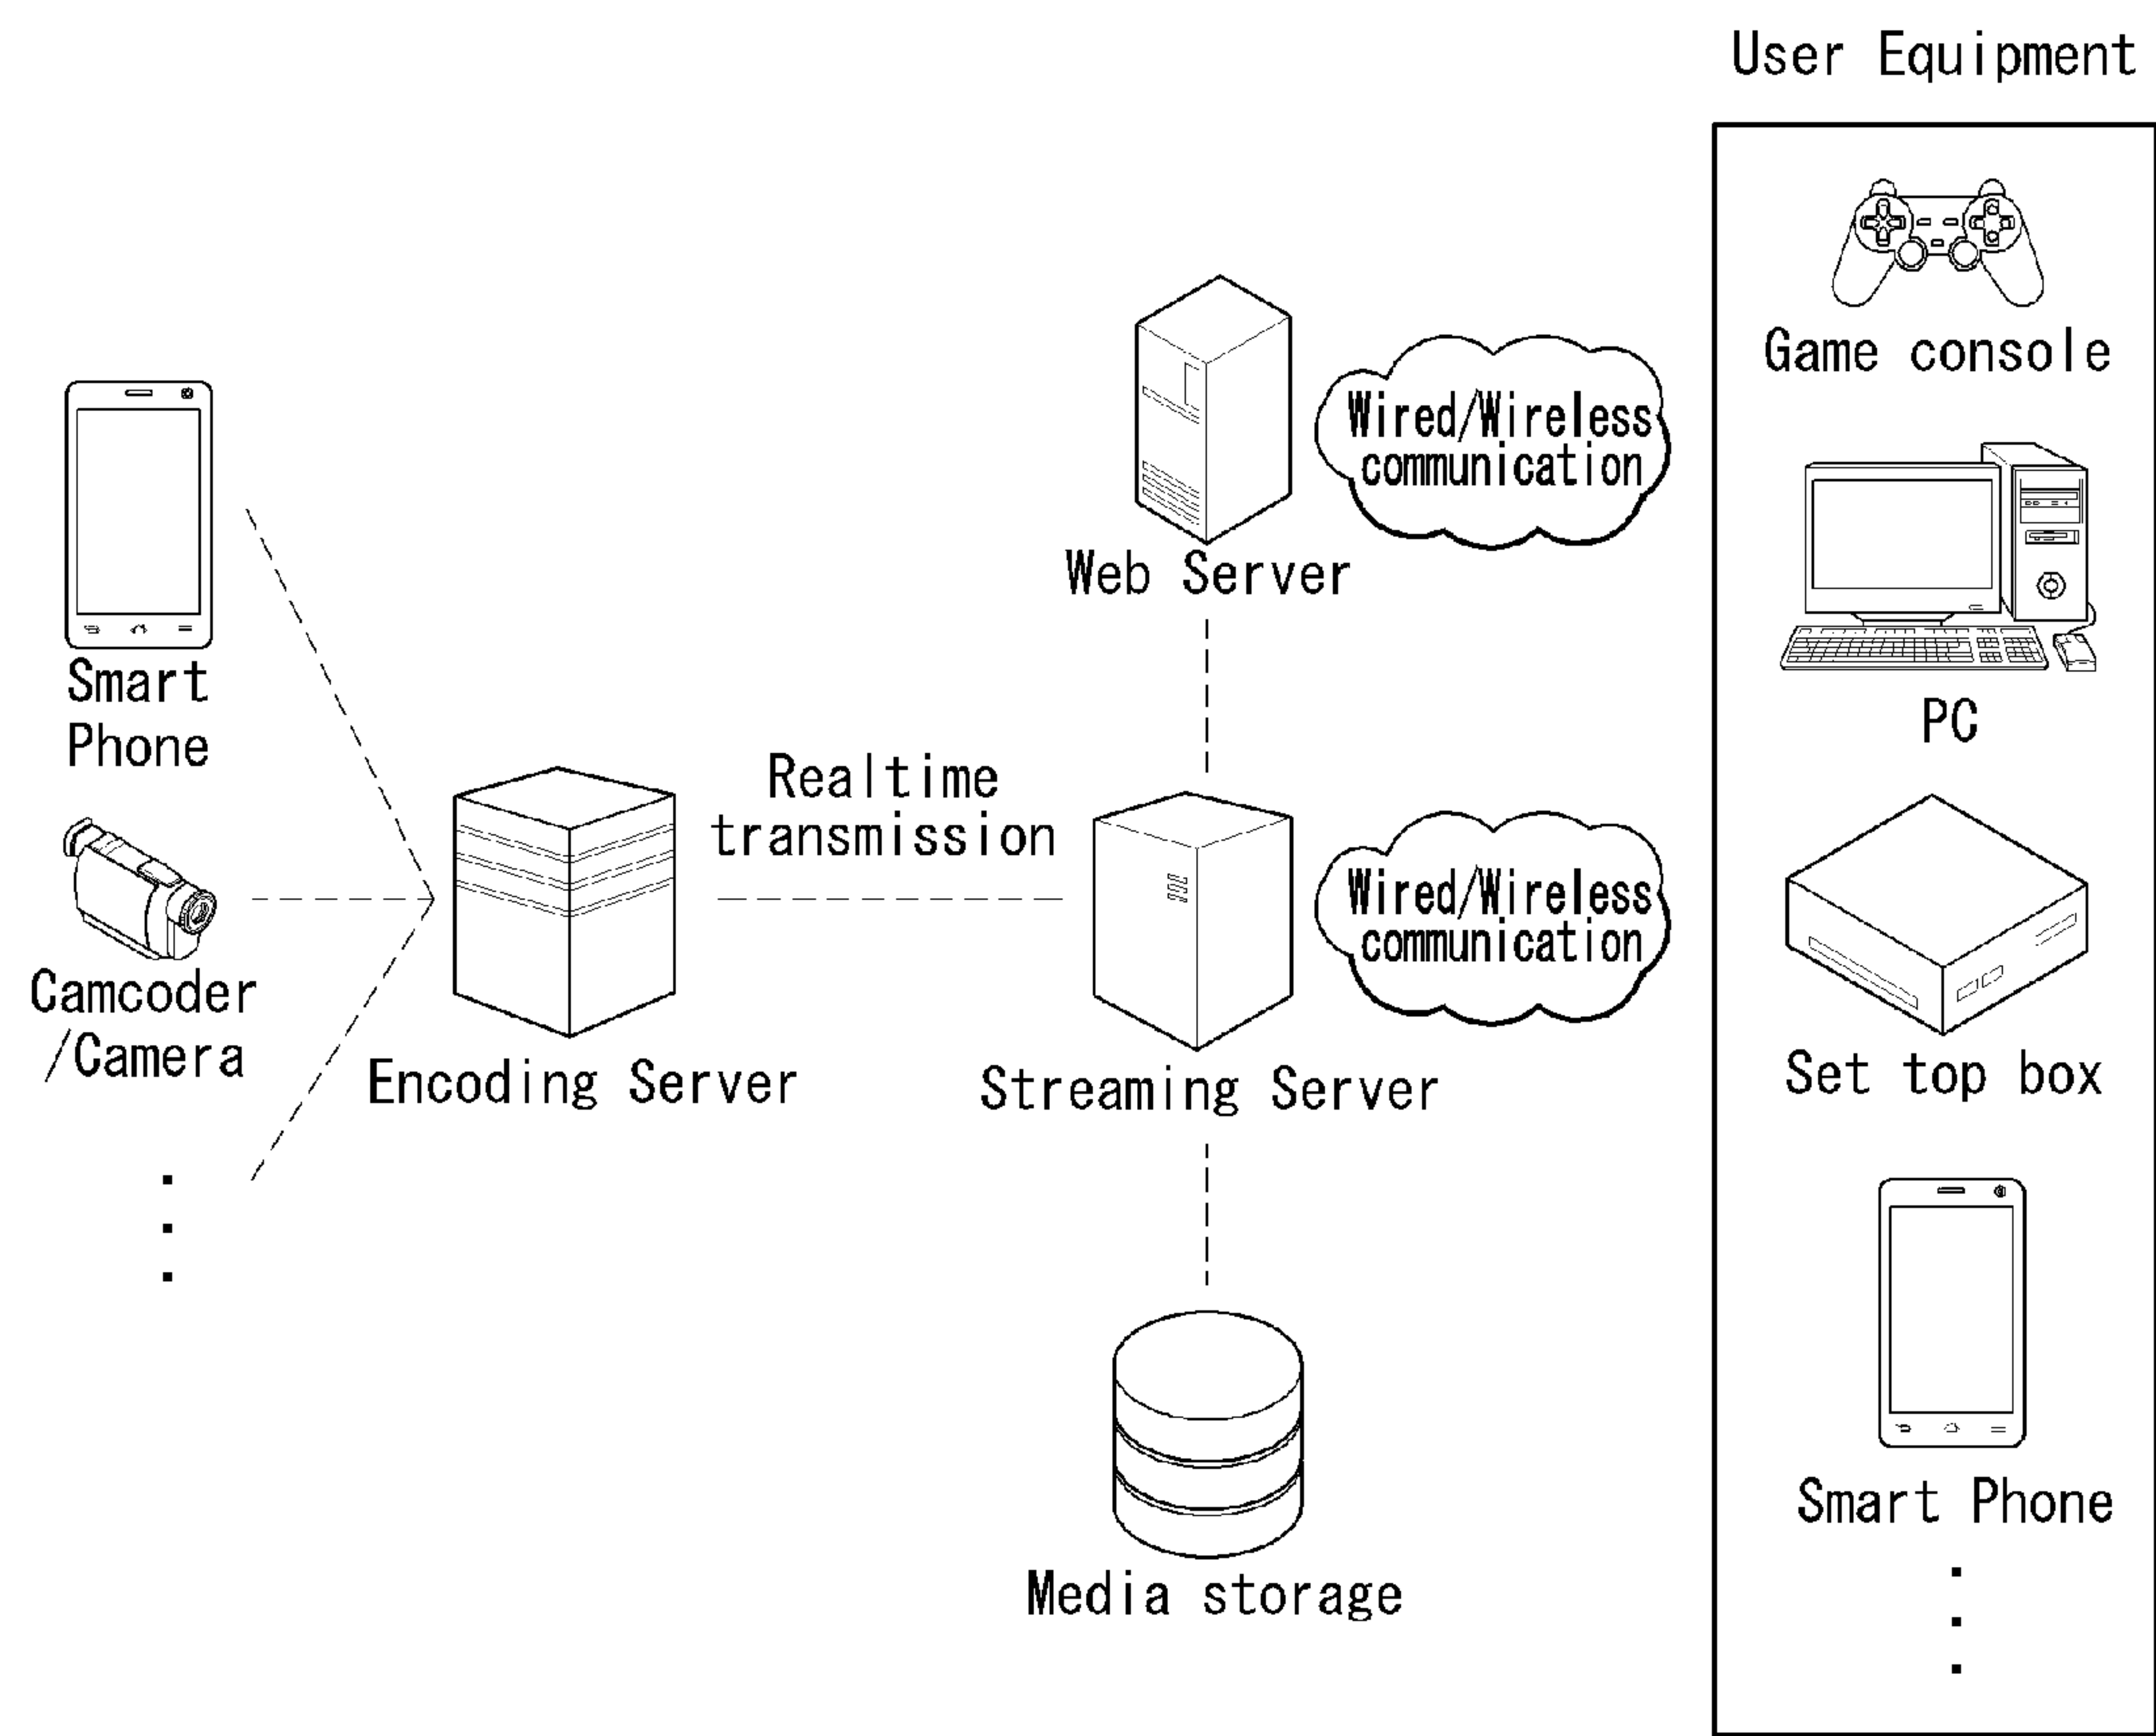 User Equipment
Game console
Wired/Wireless
communication
Web Server
Smart
Phone
PC
Realtime
transmission
Wired/Wireless
communication
Camcoder
/Camera
Encoding Server
Streaming Server
Set top box
Smart Phone
Media storage